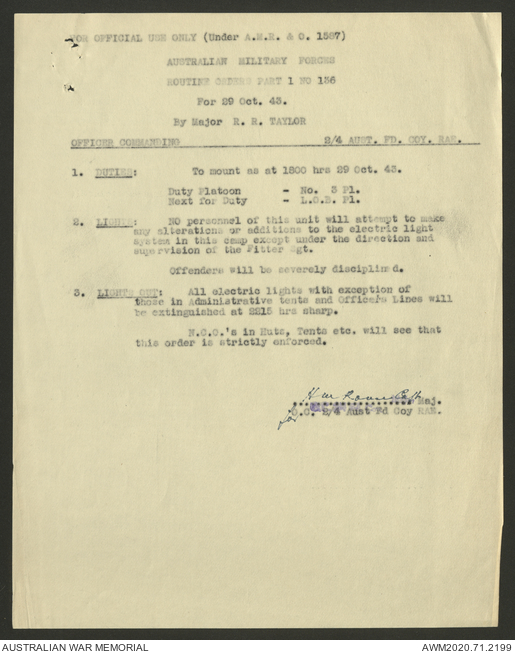 FOR OFFICIAL USE ONLY (Under A.M.R. & O. 1567)
AUSTRALIAN MILITARY FORCES
ROUTINE ORDERS PART 1 NO 136
For 29 Oct. 43.
By Major R. R. TAYLOR
OFFICER COMMANDING 2/4 AUST. FD. COY. RAE.
1. DUTIES: To mount as at 1800 hrs 29 Oct. 43.
Duty Platoon - No. 3 Pl.
Next for Duty - L.O.B. Pl.
2. LIGHTS: NO personnel of this unit will attempt to make
any alterations or additions to the electric light
system in this camp except under the direction and
supervision of the Fitter Sgt.
Offenders will be severely disciplined.
3. LIGHTS OUT: All electric lights with exception of
those in Administrative tents and Officers Lines will
be extinguished at 2215 hrs sharp.
N.C.O.'s in Huts, Tents etc. will see that
this order is strictly enforced.
Maj.
for O.C. 2/4 Aust Fd Coy RAE.
AUSTRALIAN WAR MEMORIAL
AWM2020.71.2199